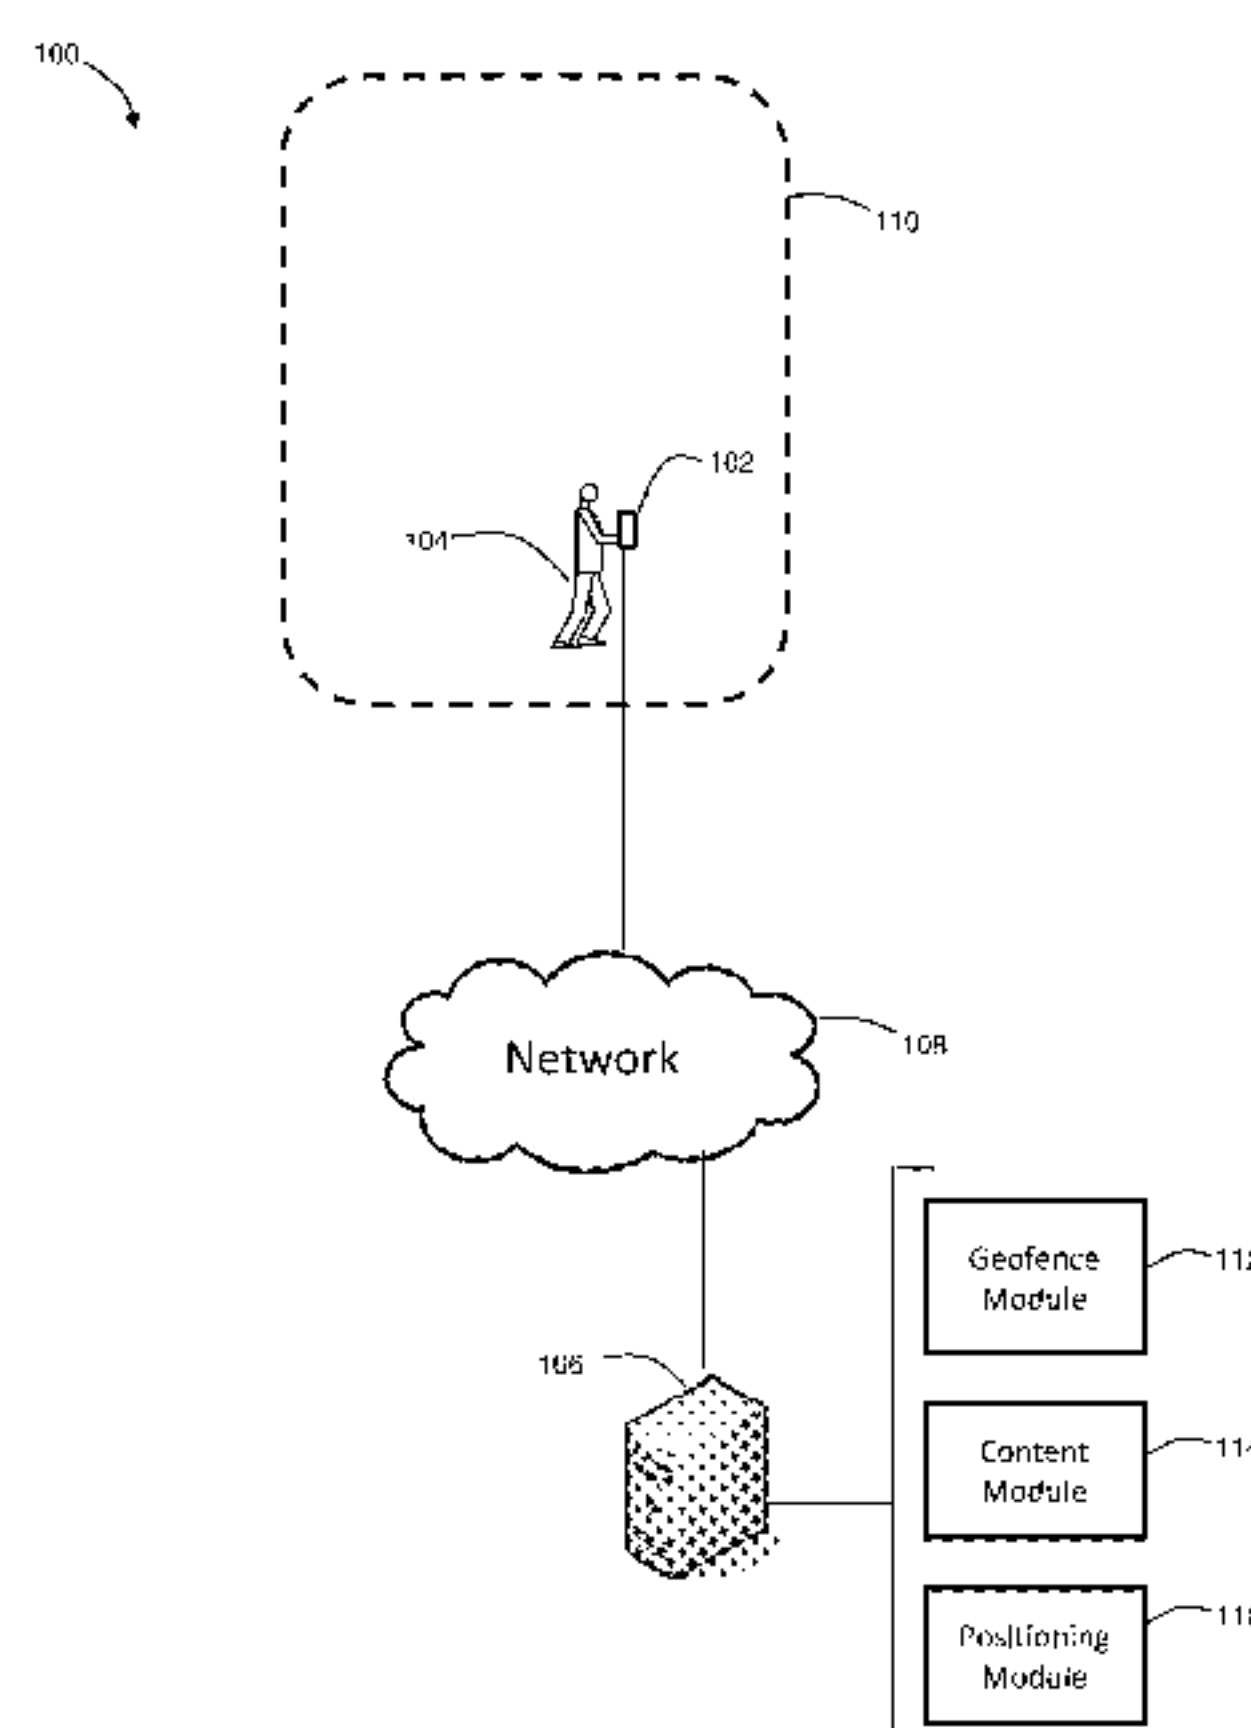 100
110
102
104
Network
108
Geofence
Module
106
Content
Module
Positioning
Module